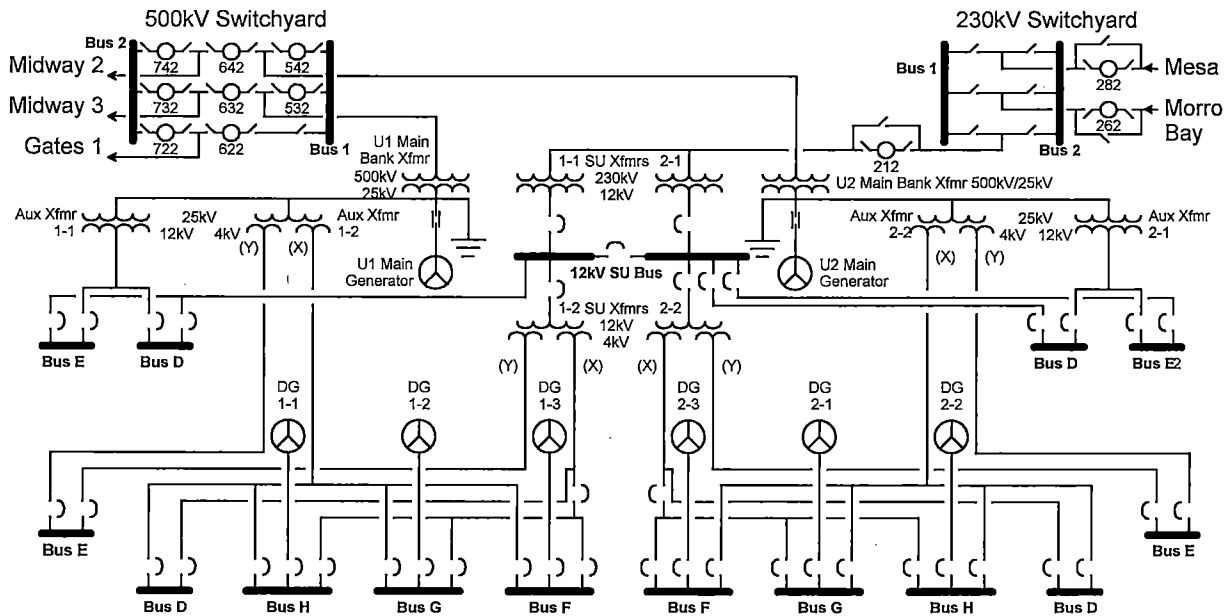 500kV Switchyard
230kV Switchyard
Bus 2
742
642
542
Midway 2
732
632
532
Midway 3
722
622
Gates 1
Bus 1
Bus 1
Bus 2
282
Mesa
262
Morro
Bay
212
U1 Main
Bank Xfmr
500kV
25kV
1-1 SU Xfmrs 2-1
230kV
12kV
U2 Main Bank Xfmr 500kV/25kV
Aux Xfmr
1-1
25kV
12kV 4kV
(Y)
(X)
Aux Xfmr
1-2
U1 Main
Generator
12kV SU Bus
U2 Main
Generator
Aux Xfmr
2-2
(X)
(Y)
25kV
4kV 12kV
Aux Xfmr
2-1
1-2 SU Xfmrs 2-2
12kV
4kV
(Y)
(X)
(X)
(Y)
Bus E
Bus D
Bus D
Bus E2
DG
1-1
DG
1-2
DG
1-3
DG
2-3
DG
2-1
DG
2-2
Bus E
Bus E
Bus D
Bus H
Bus G
Bus F
Bus F
Bus G
Bus H
Bus D